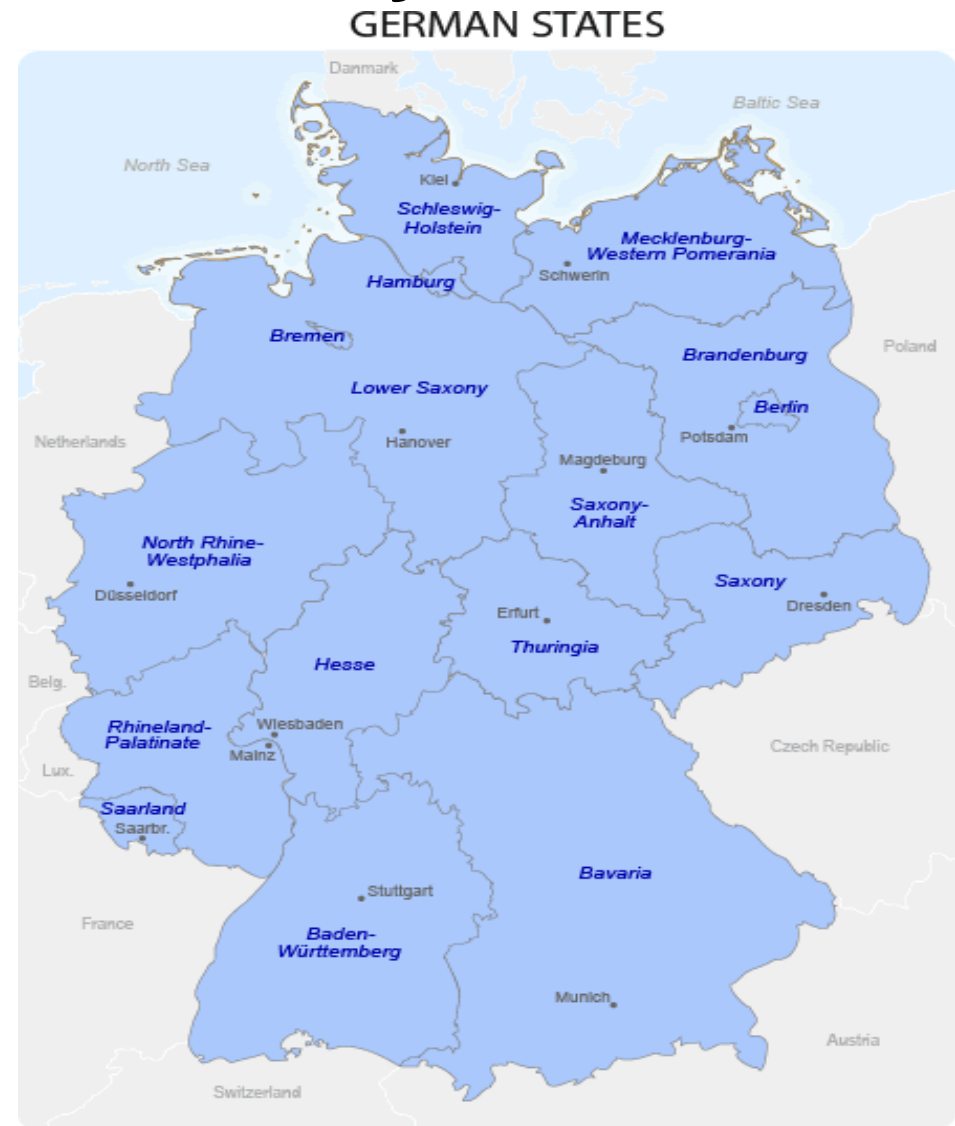 GERMAN STATES
Danmark
Baltic Sea
North Sea
Kiel
Schleswig-
Holstein
Mecklenburg-
Western Pomerania
Schwerin
Hamburg
Bremen
Poland
Brandenburg
Lower Saxony
Berlin
Netherlands
Hanover
Potsdam
Magdeburg
Saxony-
Anhalt
North Rhine-
Westphalia
Düsseldorf
Saxony
Dresden
Erfurt
Thuringia
Hesse
Belg.
Rhineland-
Palatinate
Wiesbaden
Mainz
Czech Republic
Lux.
Saarland
Saarbr.
Bavaria
Stuttgart
France
Baden-
Württemberg
Munich
Austria
Switzerland